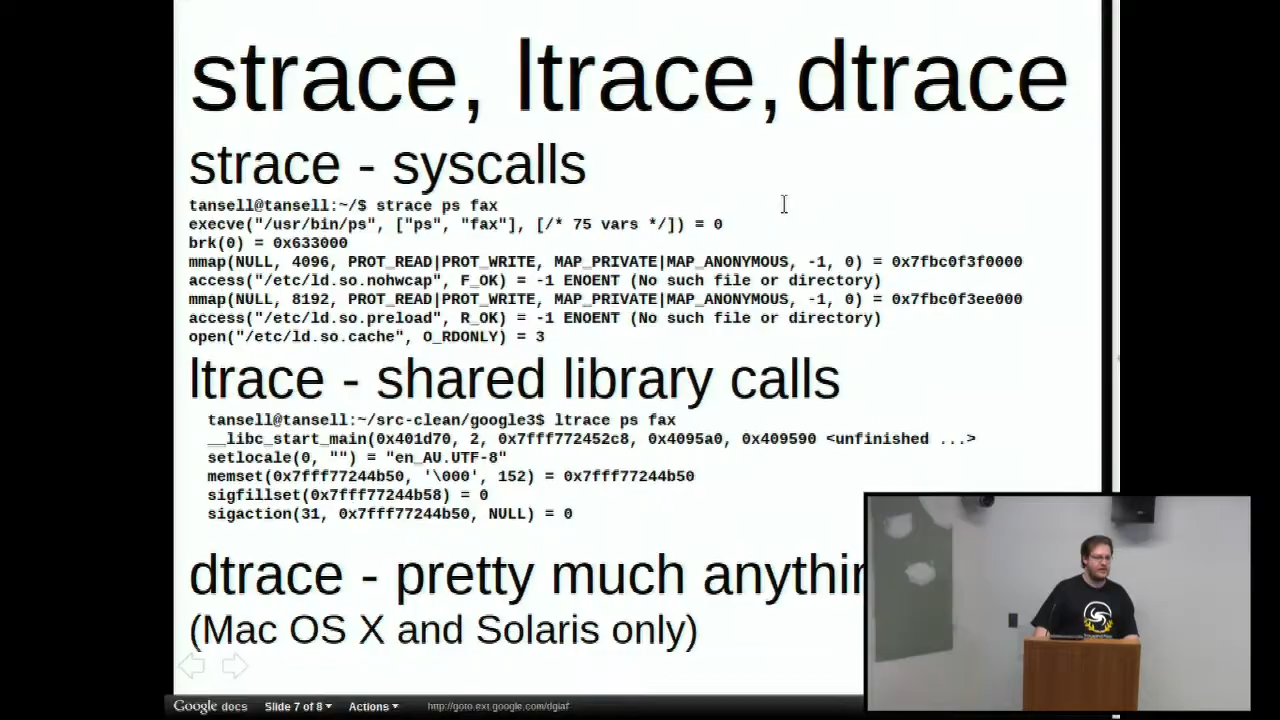 strace, ltrace, dtrace
strace - syscalls
tansell@tansell:~/$ strace ps fax
execve("/usr/bin/ps", ["ps", "fax"], [/* 75 vars */]) = 0
brk(0) = 0x633000
mmap(NULL, 4096, PROT_READ|PROT_WRITE, MAP_PRIVATE|MAP_ANONYMOUS, -1, 0) = 0x7fbc0f3f0000
access("/etc/ld.so.nohwcap", F_OK) = -1 ENOENT (No such file or directory)
mmap(NULL, 8192, PROT_READ|PROT_WRITE, MAP_PRIVATE|MAP_ANONYMOUS, -1, 0) = 0x7fbc0f3ee000
access("/etc/ld.so.preload", R_OK) = -1 ENOENT (No such file or directory)
open("/etc/ld.so.cache", O_RDONLY) = 3
ltrace - shared library calls
tansell@tansell:~/src-clean/google3$ ltrace ps fax
__libc_start_main(0x401d70, 2, 0x7fff772452c8, 0x4095a0, 0x409590 <unfinished ...>
setlocale(0, "") = "en_AU.UTF-8"
memset(0x7fff77244b50, '\000', 152) = 0x7fff77244b50
sigfillset(0x7fff77244b58) = 0
sigaction(31, 0x7fff77244b50, NULL) = 0
dtrace - pretty much anythin
(Mac OS X and Solaris only)
Google docs Slide 7 of 8 Actions http://goto.ext.google.com/dgiaf